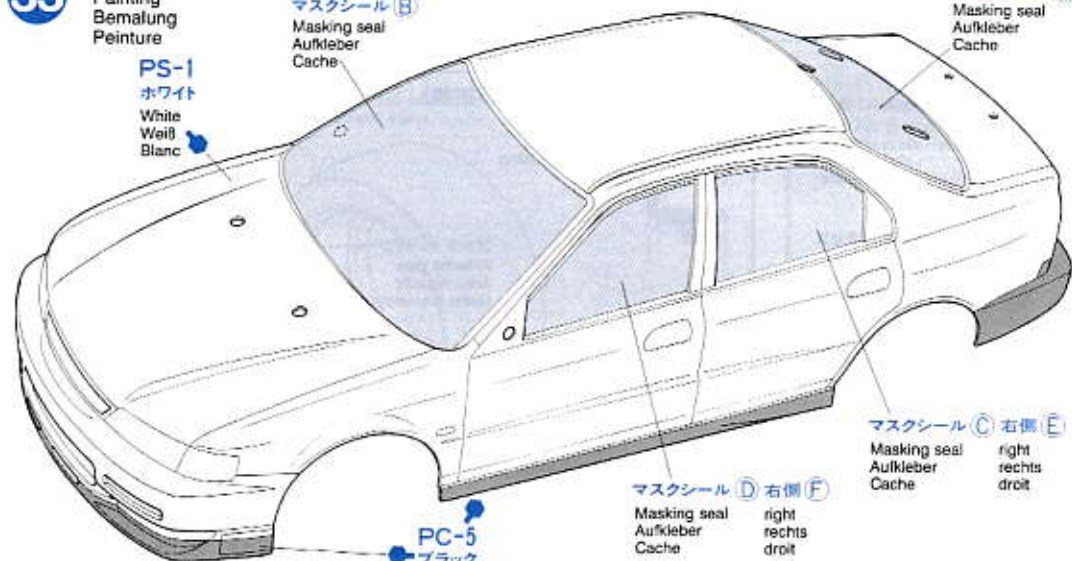 Painting
Bemalung
Peinture
マスクシール Ⓑ
Masking seal
Aufkleber
Cache
Masking seal
Aufkleber
Cache
PS-1
ホワイト
White
Weiß
Blanc
マスクシール Ⓒ 右側 Ⓔ
Masking seal right
Aufkleber rechts
Cache droit
マスクシール Ⓓ 右側 Ⓕ
Masking seal right
Aufkleber rechts
Cache droit
PC-5
ブラック